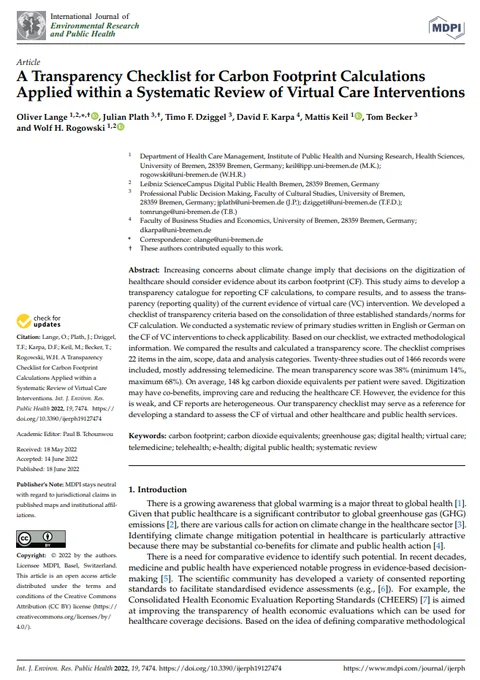 International Journal of
Environmental Research
and Public Health
MDPI
Article
A Transparency Checklist for Carbon Footprint Calculations
Applied within a Systematic Review of Virtual Care Interventions
Oliver Lange 1,2,*,†, Julian Plath 3,†, Timo F. Dziggel 3, David F. Karpa 4, Mattis Keil 1, Tom Becker 3
and Wolf H. Rogowski 1,2
1 Department of Health Care Management, Institute of Public Health and Nursing Research, Health Sciences,
University of Bremen, 28359 Bremen, Germany; keil@ipp.uni-bremen.de (M.K.);
rogowski@uni-bremen.de (W.H.R.)
2 Leibniz ScienceCampus Digital Public Health Bremen, 28359 Bremen, Germany
3 Professional Public Decision Making, Faculty of Cultural Studies, University of Bremen,
28359 Bremen, Germany; jplath@uni-bremen.de (J.P.); dziggeti@uni-bremen.de (T.F.D.);
tomrunge@uni-bremen.de (T.B.)
4 Faculty of Business Studies and Economics, University of Bremen, 28359 Bremen, Germany;
dkarpa@uni-bremen.de
* Correspondence: olange@uni-bremen.de
† These authors contributed equally to this work.
Abstract: Increasing concerns about climate change imply that decisions on the digitization of
healthcare should consider evidence about its carbon footprint (CF). This study aims to develop a
transparency catalogue for reporting CF calculations, to compare results, and to assess the trans-
parency (reporting quality) of the current evidence of virtual care (VC) intervention. We developed a
checklist of transparency criteria based on the consolidation of three established standards/norms for
CF calculation. We conducted a systematic review of primary studies written in English or German on
the CF of VC interventions to check applicability. Based on our checklist, we extracted methodological
information. We compared the results and calculated a transparency score. The checklist comprises
22 items in the aim, scope, data and analysis categories. Twenty-three studies out of 1466 records were
included, mostly addressing telemedicine. The mean transparency score was 38% (minimum 14%,
maximum 68%). On average, 148 kg carbon dioxide equivalents per patient were saved. Digitization
may have co-benefits, improving care and reducing the healthcare CF. However, the evidence for this
is weak, and CF reports are heterogeneous. Our transparency checklist may serve as a reference for
developing a standard to assess the CF of virtual and other healthcare and public health services.
Keywords: carbon footprint; carbon dioxide equivalents; greenhouse gas; digital health; virtual care;
telemedicine; telehealth; e-health; digital public health; systematic review
check for
updates
Citation: Lange, O.; Plath, J.; Dziggel,
T.F.; Karpa, D.F.; Keil, M.; Becker, T.;
Rogowski, W.H. A Transparency
Checklist for Carbon Footprint
Calculations Applied within a
Systematic Review of Virtual Care
Interventions. Int. J. Environ. Res.
Public Health 2022, 19, 7474. https://
doi.org/10.3390/ijerph19127474
Academic Editor: Paul B. Tchounwou
Received: 18 May 2022
Accepted: 14 June 2022
Published: 18 June 2022
Publisher's Note: MDPI stays neutral
with regard to jurisdictional claims in
published maps and institutional affil-
iations.
CC BY
Copyright: © 2022 by the authors.
Licensee MDPI, Basel, Switzerland.
This article is an open access article
distributed under the terms and
conditions of the Creative Commons
Attribution (CC BY) license (https://
creativecommons.org/licenses/by/
4.0/).
1. Introduction
There is a growing awareness that global warming is a major threat to global health [1].
Given that public healthcare is a significant contributor to global greenhouse gas (GHG)
emissions [2], there are various calls for action on climate change in the healthcare sector [3].
Identifying climate change mitigation potential in healthcare is particularly attractive
because there may be substantial co-benefits for climate and public health action [4].
There is a need for comparative evidence to identify such potential. In recent decades,
medicine and public health have experienced notable progress in evidence-based decision-
making [5]. The scientific community has developed a variety of consented reporting
standards to facilitate standardised evidence assessments (e.g., [6]). For example, the
Consolidated Health Economic Evaluation Reporting Standards (CHEERS) [7] is aimed
at improving the transparency of health economic evaluations which can be used for
healthcare coverage decisions. Based on the idea of defining comparative methodological
Int. J. Environ. Res. Public Health 2022, 19, 7474. https://doi.org/10.3390/ijerph19127474
https://www.mdpi.com/journal/ijerph